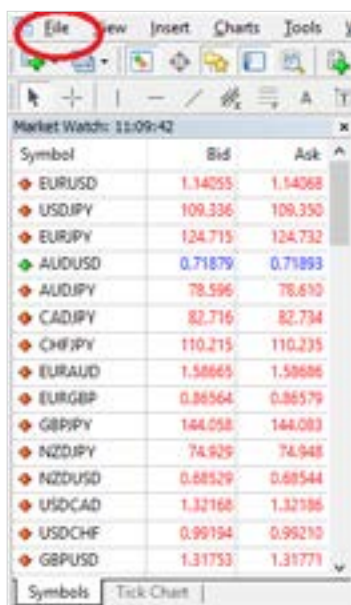 File View Insert Charts Tools
Market Watch: 11:09:42
Symbol Bid Ask
EURUSD 1.14055 1.14068
USDJPY 109.336 109.350
EURJPY 124.715 124.732
AUDUSD 0.71879 0.71893
AUDJPY 78.596 78.610
CADJPY 82.716 82.734
CHFJPY 110.215 110.235
EURAUD 1.58665 1.58686
EURGBP 0.86564 0.86579
GBPJPY 144.058 144.083
NZDJPY 74.929 74.948
NZDUSD 0.68529 0.68544
USDCAD 1.32168 1.32186
USDCHF 0.99194 0.99210
GBPUSD 1.31753 1.31771
Symbols Tick Chart